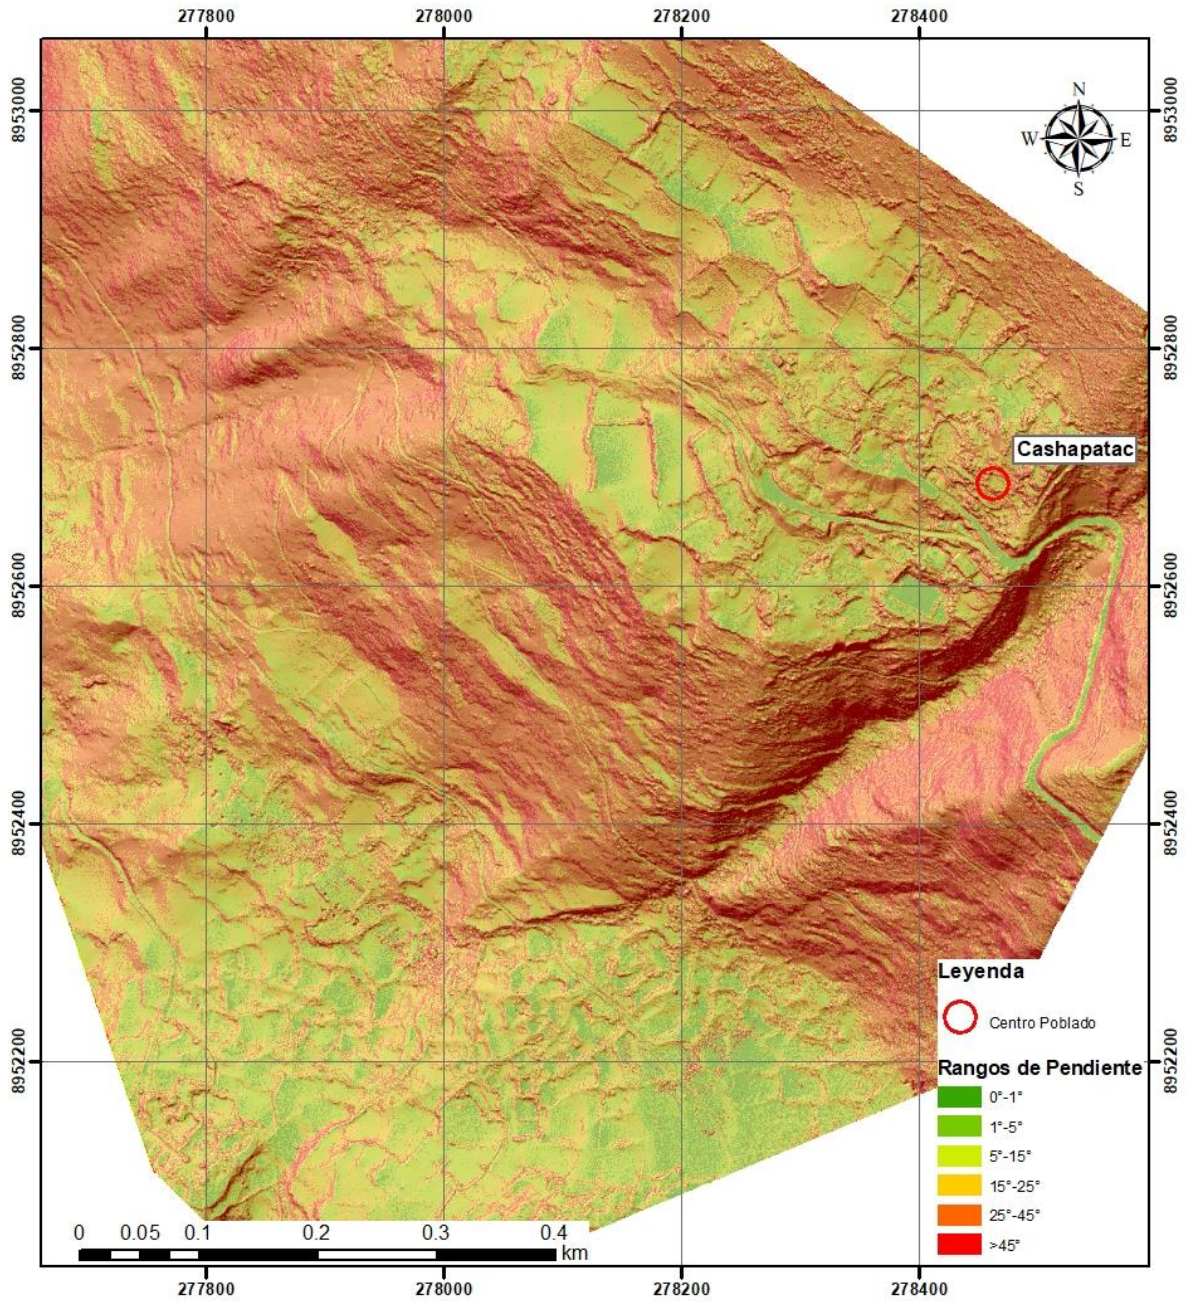 277800 278000 278200 278400
8953000 8953000
N
W E
S
8952800 8952800
Cashapatac
8952600 8952600
8952400 8952400
8952200 8952200
Leyenda
Centro Poblado
Rangos de Pendiente
0°-1°
1°-5°
5°-15°
15°-25°
25°-45°
>45°
0 0.05 0.1 0.2 0.3 0.4
km
277800 278000 278200 278400